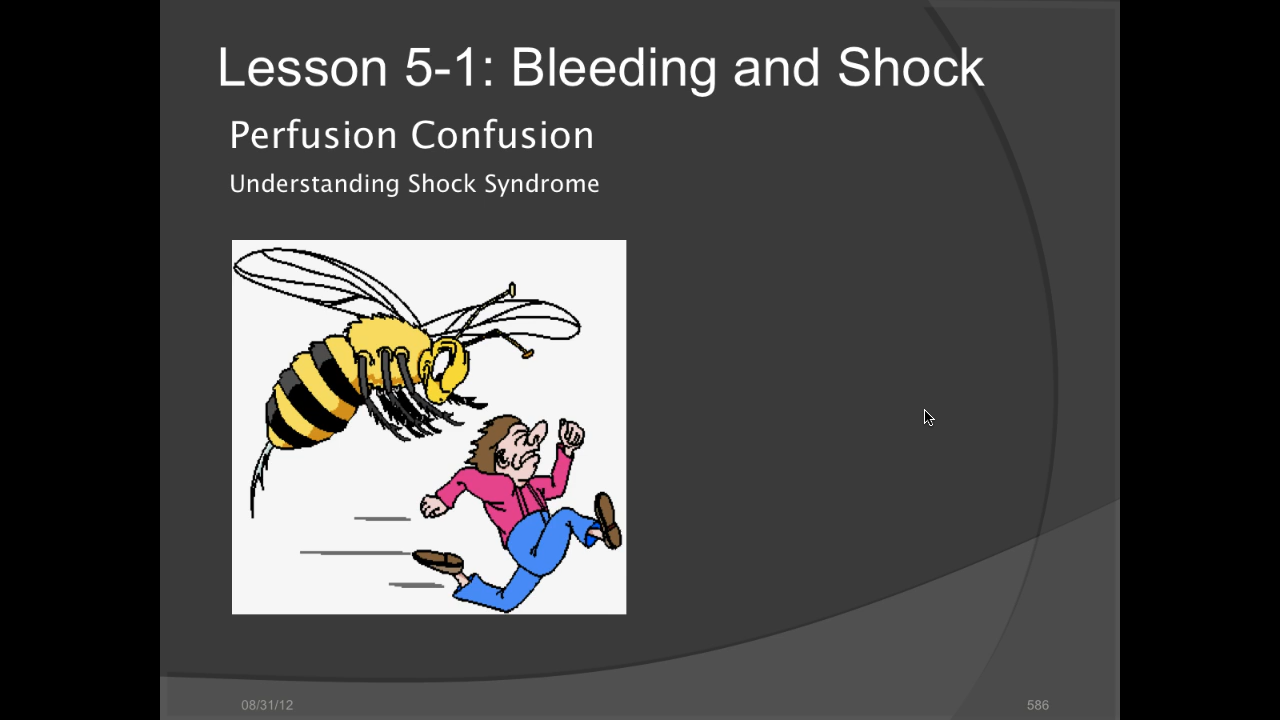 Lesson 5-1: Bleeding and Shock
Perfusion Confusion
Understanding Shock Syndrome
08/31/12
586